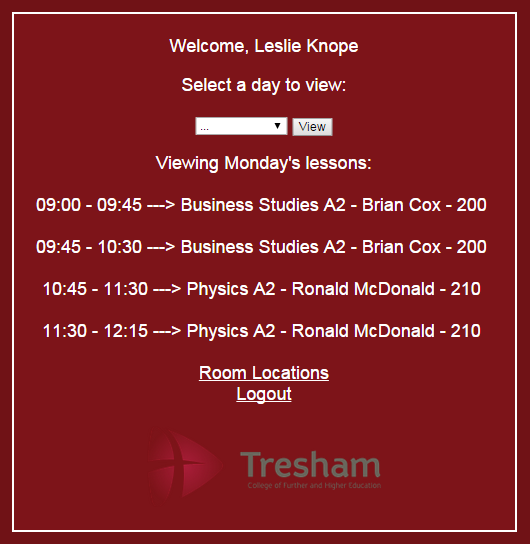 Welcome, Leslie Knope
Select a day to view:
... View
Viewing Monday's lessons:
09:00 - 09:45 ---> Business Studies A2 - Brian Cox - 200
09:45 - 10:30 ---> Business Studies A2 - Brian Cox - 200
10:45 - 11:30 ---> Physics A2 - Ronald McDonald - 210
11:30 - 12:15 ---> Physics A2 - Ronald McDonald - 210
Room Locations
Logout
Tresham
College of Further and Higher Education